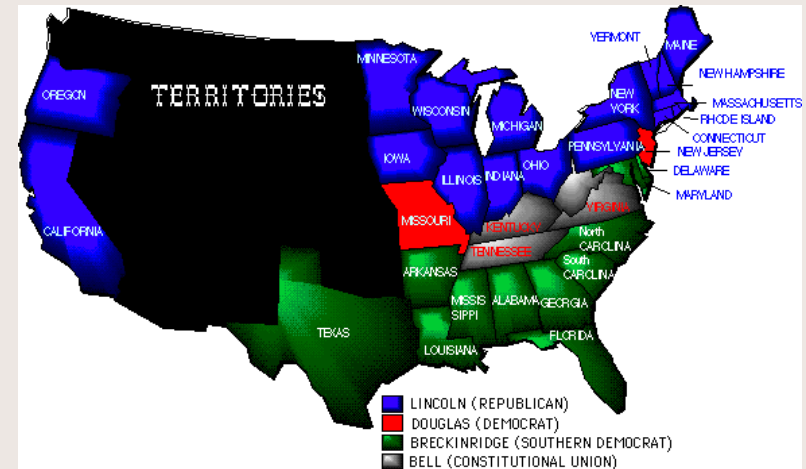 VERMONT
MAINE
MINNESOTA
NEW HAMPSHIRE
OREGON
TERRITORIES
WISCONSIN
NEW
YORK
MASSACHUSETTS
MICHIGAN
RHODE ISLAND
CONNECTICUT
IOWA
PENNSYLVANIA
NEW JERSEY
ILLINOIS
INDIANA
OHIO
DELAWARE
MARYLAND
CALIFORNIA
MISSOURI
KENTUCKY
VIRGINIA
TENNESSEE
North
CAROLINA
ARKANSAS
South
CAROLINA
MISSIS
SIPPI
ALABAMA
GEORGIA
TEXAS
LOUISIANA
FLORIDA
LINCOLN (REPUBLICAN)
DOUGLAS (DEMOCRAT)
BRECKINRIDGE (SOUTHERN DEMOCRAT)
BELL (CONSTITUTIONAL UNION)